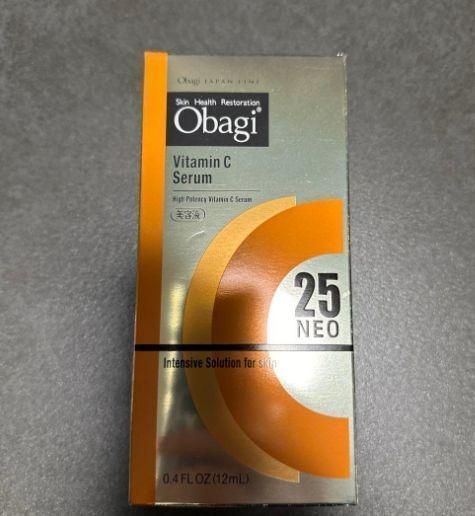 Obagi JAPAN LINE
Skin Health Restoration
Obagi®
Vitamin C
Serum
High Potency Vitamin C Serum
美容液
25
NEO
Intensive Solution for skin
0.4 FL OZ (12mL)